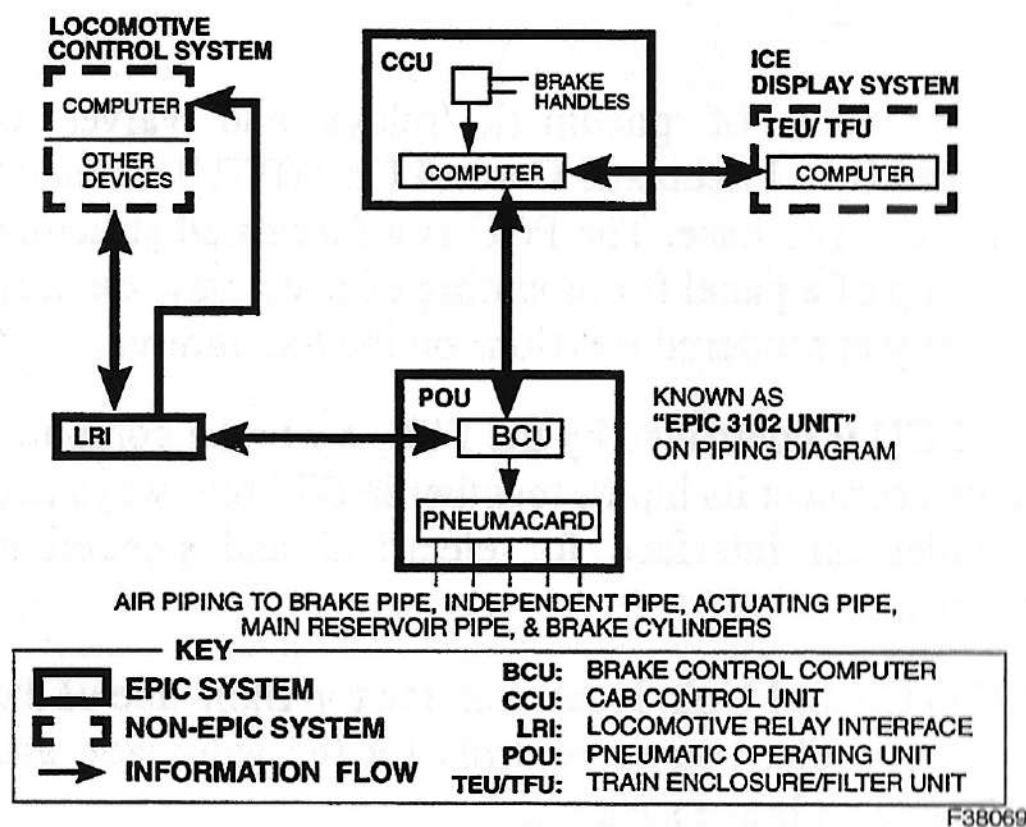 LOCOMOTIVE
CONTROL SYSTEM
COMPUTER
OTHER
DEVICES
CCU
BRAKE
HANDLES
COMPUTER
ICE
DISPLAY SYSTEM
TEU/ TFU
COMPUTER
LRI
POU
BCU
PNEUMACARD
KNOWN AS
"EPIC 3102 UNIT"
ON PIPING DIAGRAM
AIR PIPING TO BRAKE PIPE, INDEPENDENT PIPE, ACTUATING PIPE,
MAIN RESERVOIR PIPE, & BRAKE CYLINDERS
KEY
EPIC SYSTEM
NON-EPIC SYSTEM
INFORMATION FLOW
BCU: BRAKE CONTROL COMPUTER
CCU: CAB CONTROL UNIT
LRI: LOCOMOTIVE RELAY INTERFACE
POU: PNEUMATIC OPERATING UNIT
TEU/TFU: TRAIN ENCLOSURE/FILTER UNIT
F38069